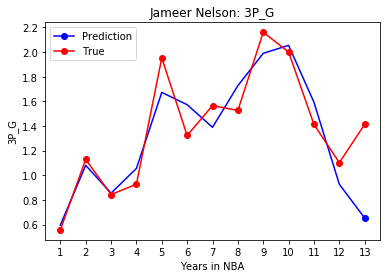 Jameer Nelson: 3P_G
Prediction
True
2.2
2.0
1.8
1.6
1.4
1.2
1.0
0.8
0.6
3P_G
1 2 3 4 5 6 7 8 9 10 11 12 13
Years in NBA